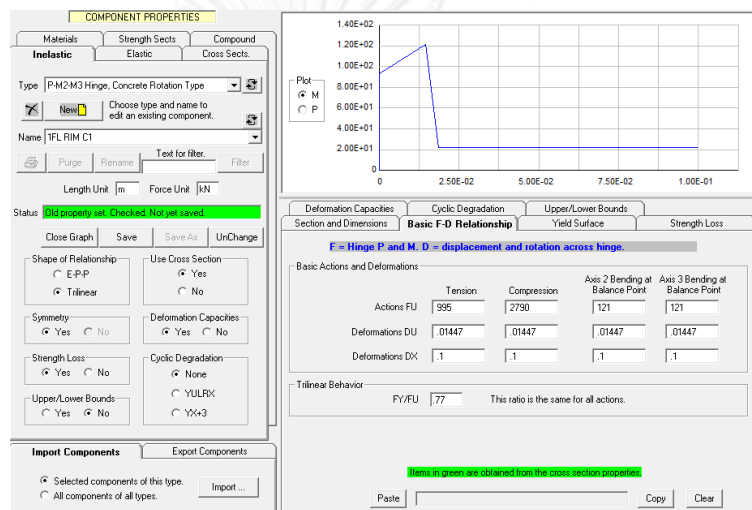 COMPONENT PROPERTIES
Materials Strength Sects Compound
Inelastic Elastic Cross Sects.
Type P-M2-M3 Hinge, Concrete Rotation Type
New Choose type and name to
edit an existing component.
Name 1FL RIM C1
Text for filter.
Purge Rename Filter
Length Unit m Force Unit kN
Status Old property set. Checked. Not yet saved.
Close Graph Save Save As UnChange
Shape of Relationship
E-P-P
Trilinear
Use Cross Section
Yes
No
Symmetry
Yes No
Deformation Capacities
Yes No
Strength Loss
Yes No
Cyclic Degradation
None
YULRX
YX+3
Upper/Lower Bounds
Yes No
Import Components Export Components
Selected components of this type.
All components of all types.
Import ...
Plot
M
P
1.40E+02
1.20E+02
1.00E+02
8.00E+01
6.00E+01
4.00E+01
2.00E+01
0
0 2.50E-02 5.00E-02 7.50E-02 1.00E-01
Deformation Capacities Cyclic Degradation Upper/Lower Bounds
Section and Dimensions Basic F-D Relationship Yield Surface Strength Loss
F = Hinge P and M. D = displacement and rotation across hinge.
Basic Actions and Deformations
Tension Compression Axis 2 Bending at Balance Point Axis 3 Bending at Balance Point
Actions FU 995 2790 121 121
Deformations DU .01447 .01447 .01447 .01447
Deformations DX .1 .1 .1 .1
Trilinear Behavior
FY/FU .77 This ratio is the same for all actions.
Items in green are obtained from the cross section properties.
Paste Copy Clear